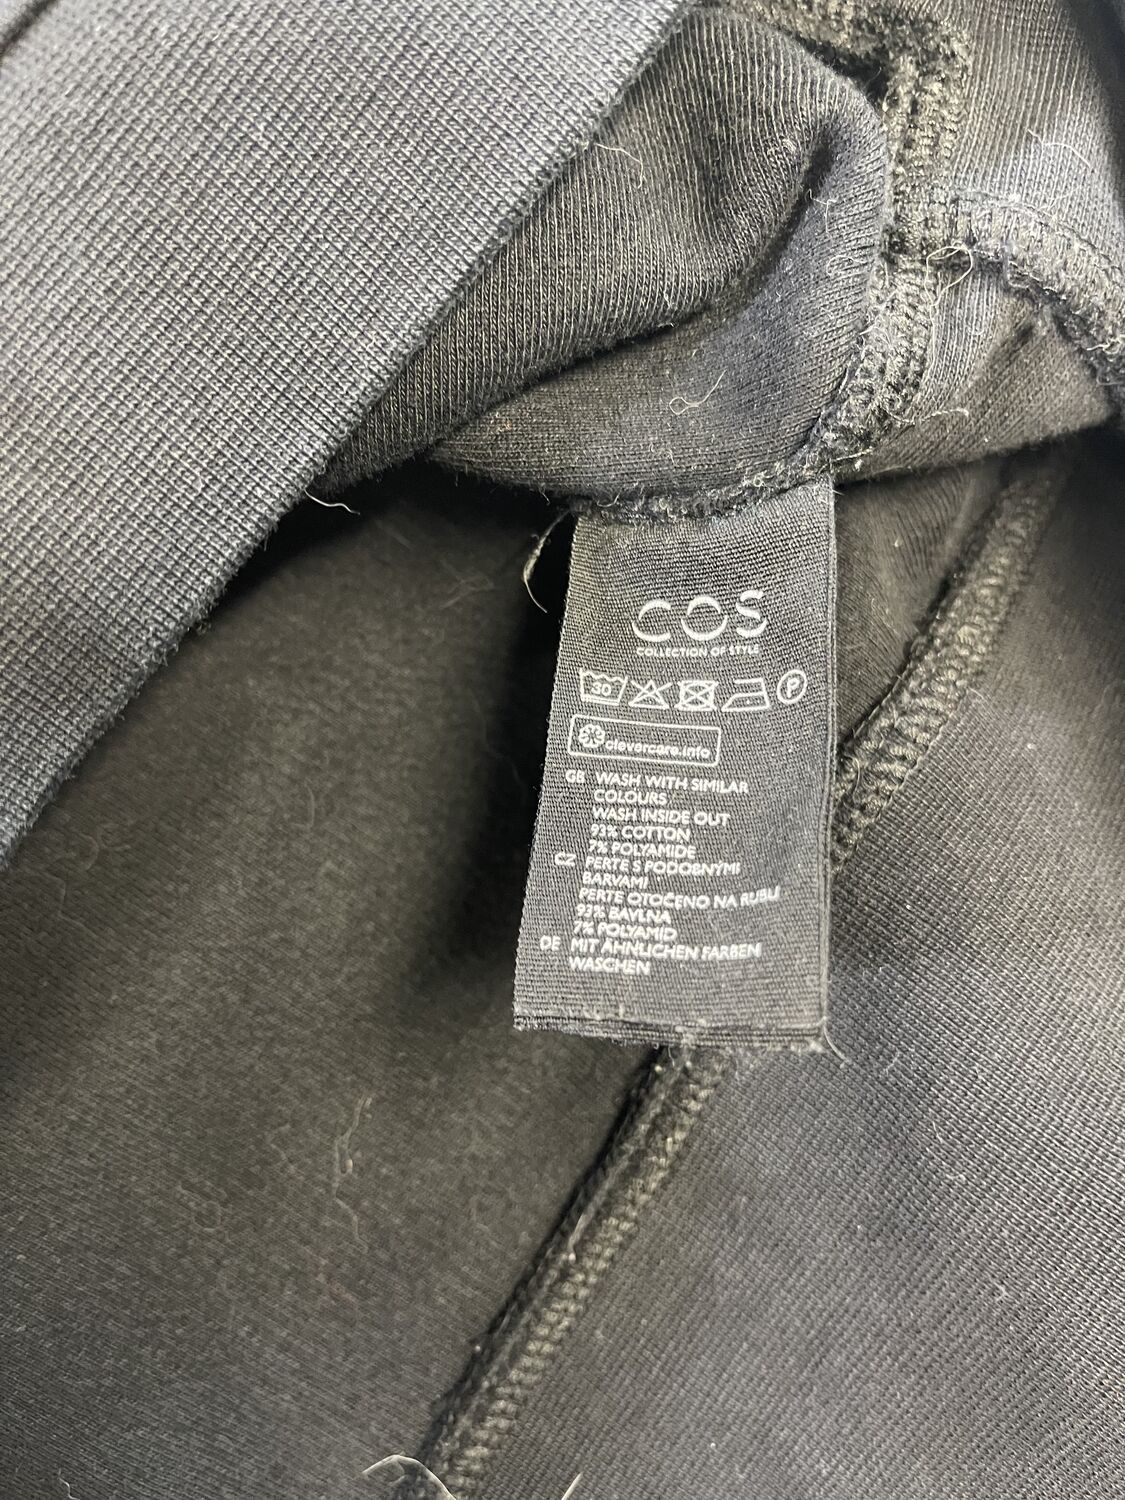 COS
COLLECTION OF STYLE
30 P
clevercare.info
GB WASH WITH SIMILAR
COLOURS
WASH INSIDE OUT
93% COTTON
7% POLYAMIDE
CZ PERTE S PODOBNÝMI
BARVAMI
PERTE OTOČENO NA RUBU
93% BAVLNA
7% POLYAMID
DE MIT ÄHNLICHEN FARBEN
WASCHEN